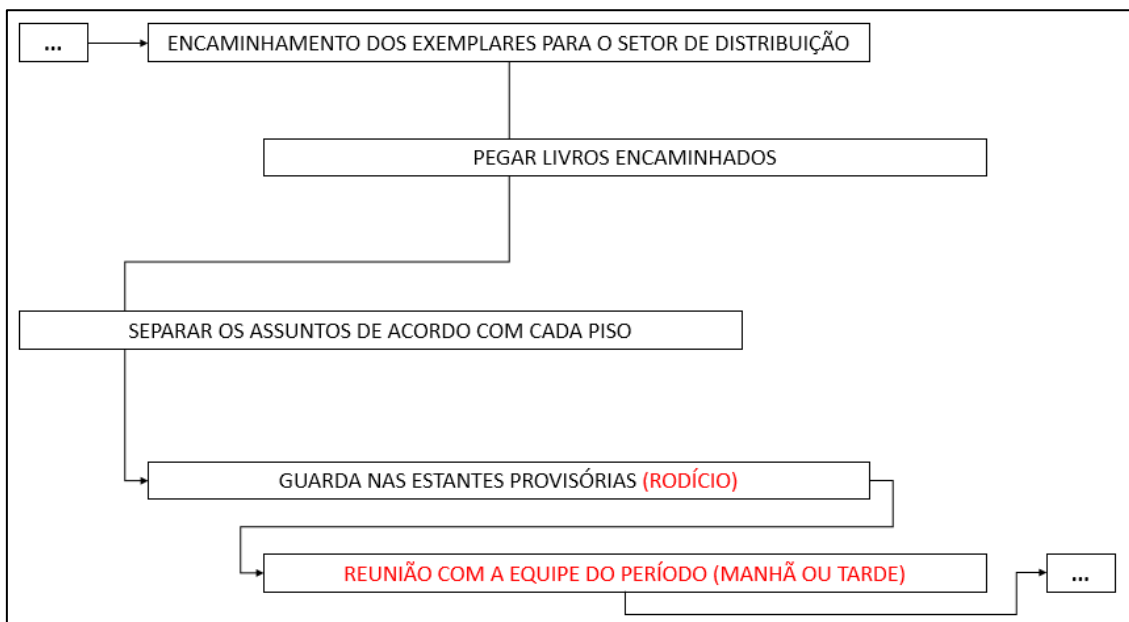 ...
ENCAMINHAMENTO DOS EXEMPLARES PARA O SETOR DE DISTRIBUIÇÃO
PEGAR LIVROS ENCAMINHADOS
SEPARAR OS ASSUNTOS DE ACORDO COM CADA PISO
GUARDA NAS ESTANTES PROVISÓRIAS (RODÍCIO)
REUNIÃO COM A EQUIPE DO PERÍODO (MANHÃ OU TARDE)
...